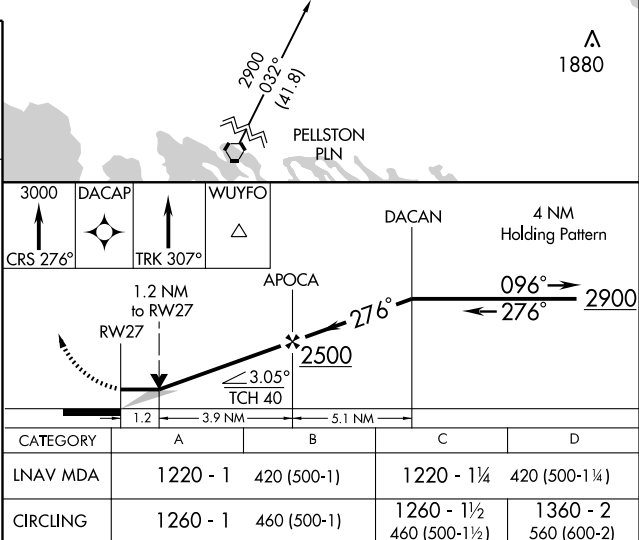 2900
032°
(41.8)
1880
PELLSTON
PLN
3000
CRS 276°
DACAP
TRK 307°
WUYFO
DACAN
4 NM
Holding Pattern
APOCA
1.2 NM
to RW27
RW27
096°
276°
2900
276°
2500
3.05°
TCH 40
1.2
3.9 NM
5.1 NM
CATEGORY A B C D
LNAV MDA 1220 - 1 420 (500-1) 1220 - 1¼ 420 (500-1¼)
CIRCLING 1260 - 1 460 (500-1) 1260 - 1½ 1360 - 2
460 (500-1½) 560 (600-2)